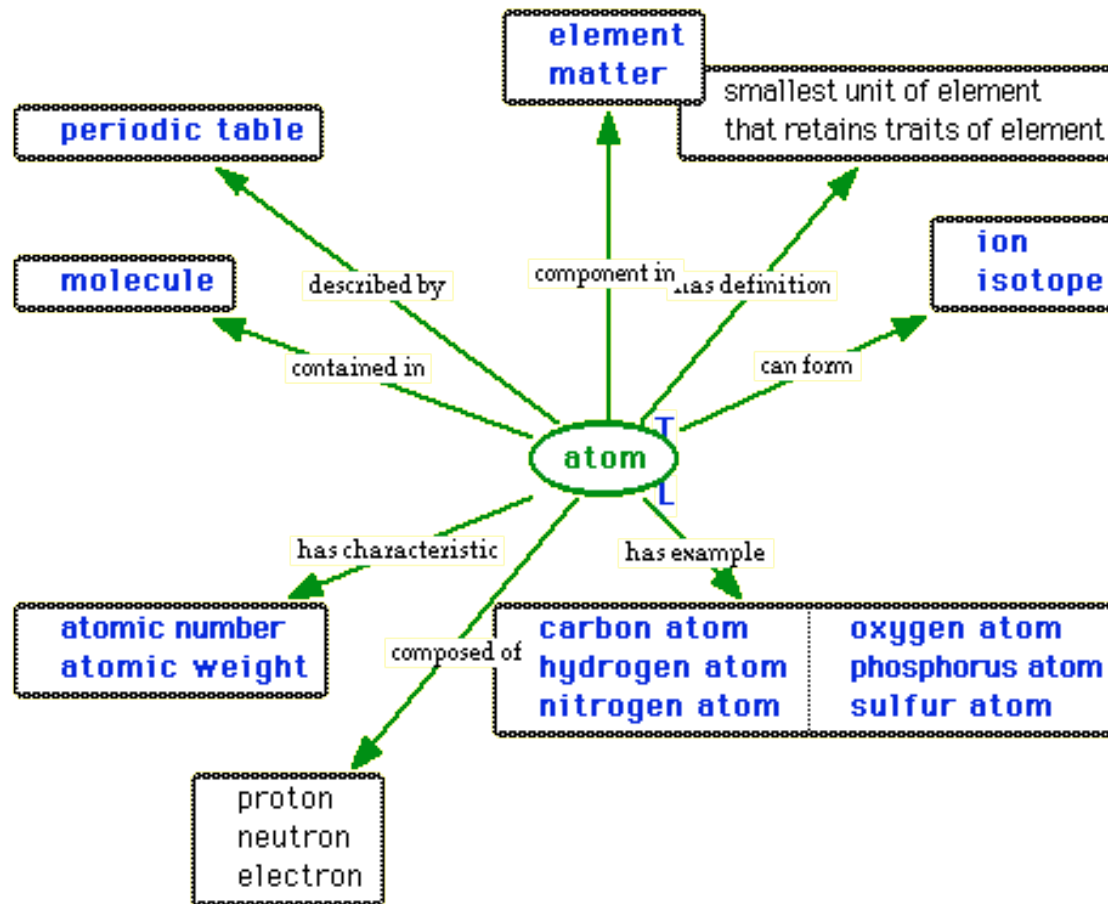 element
matter
smallest unit of element
that retains traits of element
periodic table
ion
isotope
molecule
described by
component in
has definition
contained in
can form
T
atom
L
has characteristic
has example
atomic number
atomic weight
composed of
carbon atom
hydrogen atom
nitrogen atom
oxygen atom
phosphorus atom
sulfur atom
proton
neutron
electron